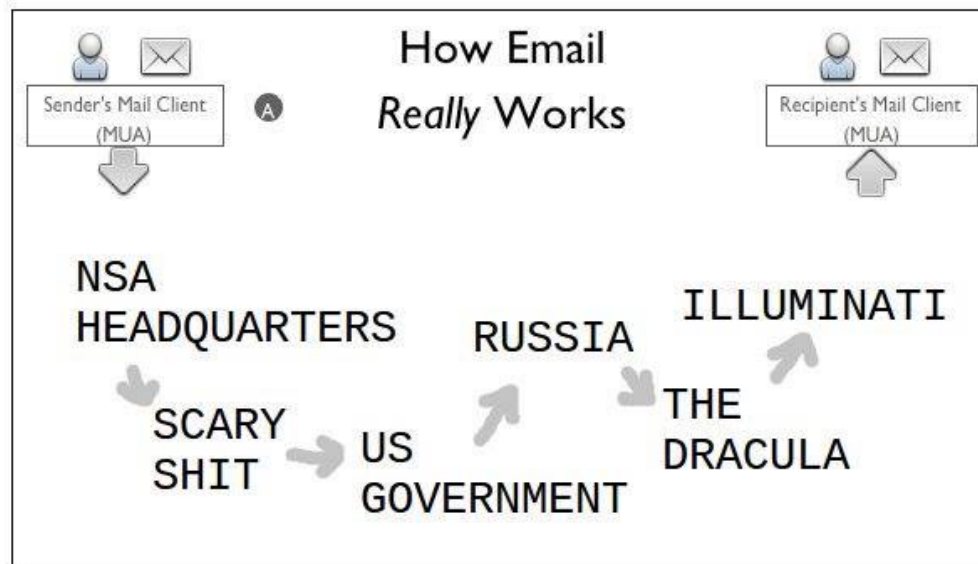 How Email
Really Works
Sender's Mail Client
(MUA)
A
Recipient's Mail Client
(MUA)
NSA
HEADQUARTERS
SCARY
SHIT
US
GOVERNMENT
RUSSIA
THE
DRACULA
ILLUMINATI